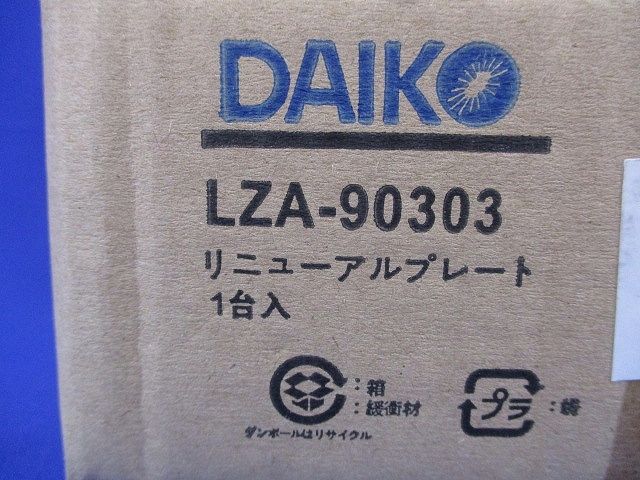 DAIKO
LZA-90303
リニューアルプレート
1台入
:箱
:緩衝材
ダンボールはリサイクル
プラ
:袋